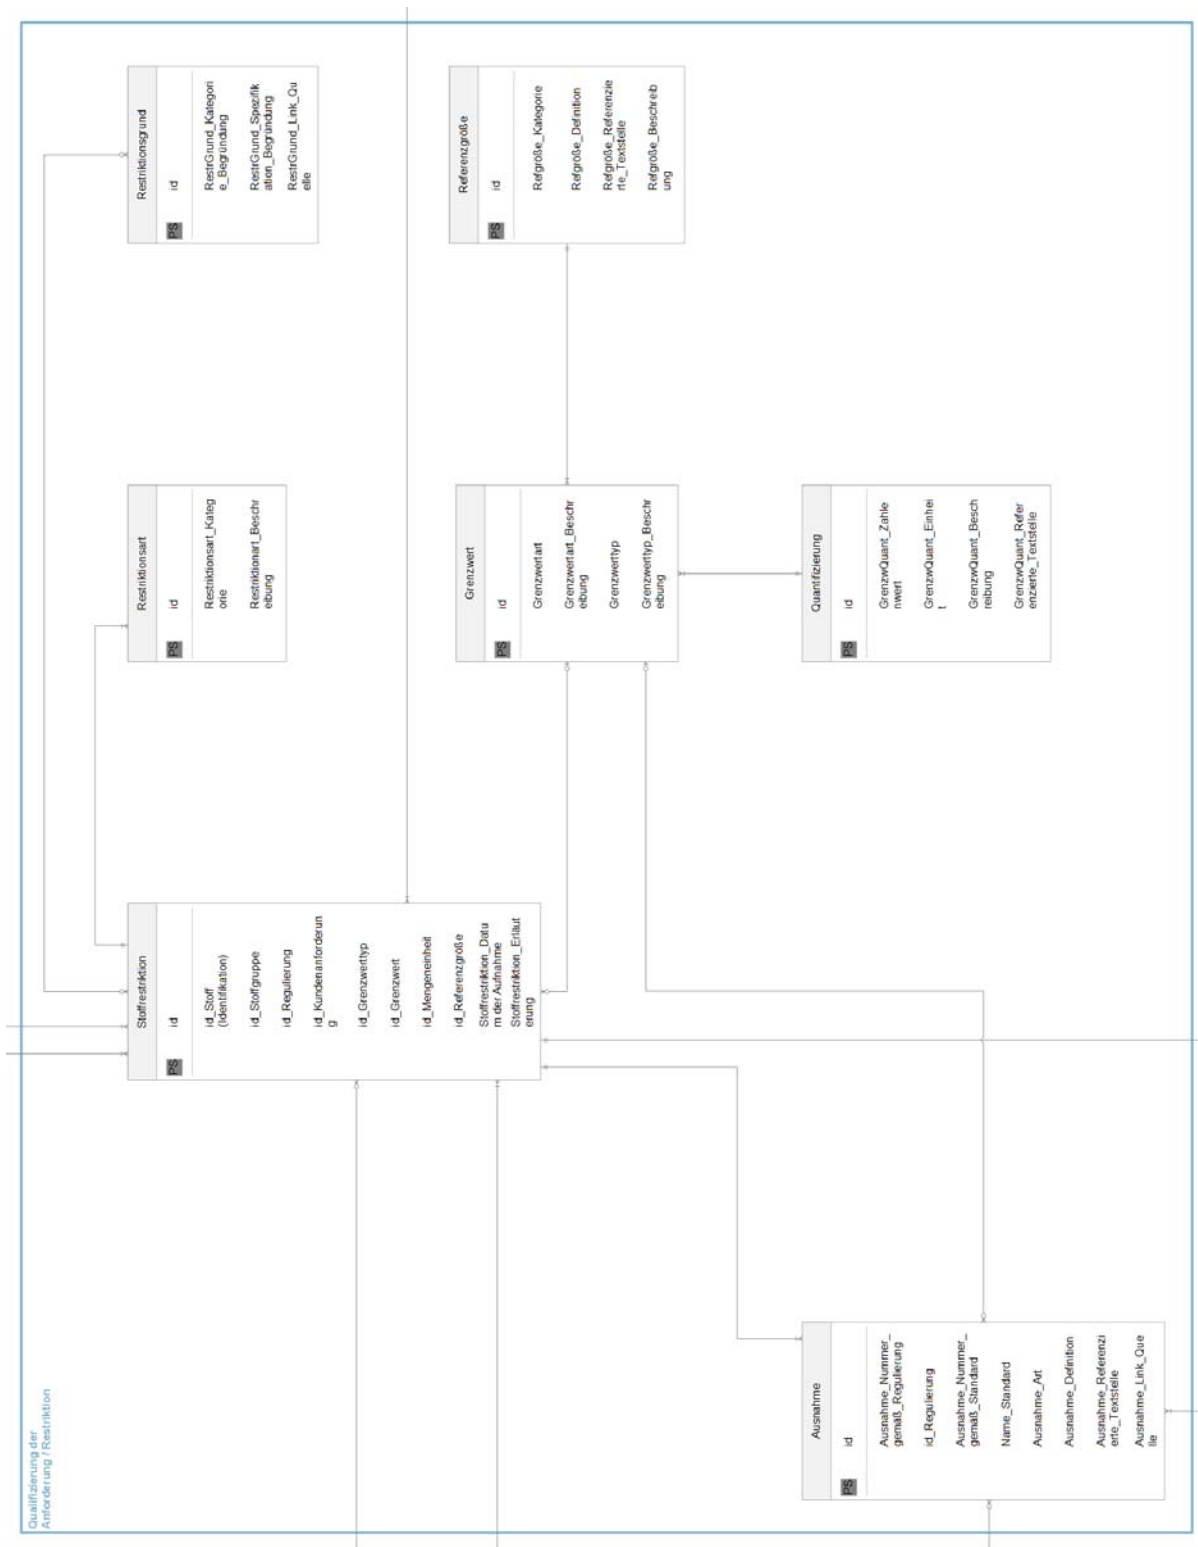 Qualifizierung der
Anforderung / Restriktion
Stoffrestriktion
PS
id
id_Stoff
(Identifikation)
id_Stoffgruppe
id_Regulierung
id_Kundenanforderun
g
id_Grenzwerttyp
id_Grenzwert
id_Mengeneinheit
id_Referenzgröße
Stoffrestriktion_Datu
m der Aufnahme
Stoffrestriktion_Erläut
erung
Restriktionsart
PS
id
Restriktionsart_Kateg
orie
Restriktionart_Beschr
eibung
Restriktionsgrund
PS
id
RestrGrund_Kategori
e_Begründung
RestrGrund_Spezifik
ation_Begründung
RestrGrund_Link_Qu
elle
Grenzwert
PS
id
Grenzwertart
Grenzwertart_Beschr
eibung
Grenzwerttyp
Grenzwerttyp_Beschr
eibung
Referenzgröße
PS
id
Refgröße_Kategorie
Refgröße_Definition
Refgröße_Referenzie
rte_Textstelle
Refgröße_Beschreib
ung
Ausnahme
PS
id
Ausnahme_Nummer_
gemäß_Regulierung
id_Regulierung
Ausnahme_Nummer_
gemäß_Standard
Name_Standard
Ausnahme_Art
Ausnahme_Definition
Ausnahme_Referenzi
erte_Textstelle
Ausnahme_Link_Que
lle
Quantifizierung
PS
id
GrenzwQuant_Zahle
nwert
GrenzwQuant_Einhei
t
GrenzwQuant_Besch
reibung
GrenzwQuant_Refer
enzierte_Textstelle